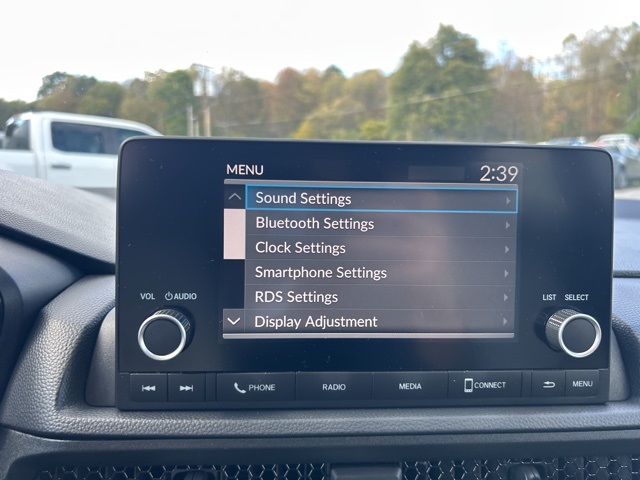 MENU 2:39
Sound Settings
Bluetooth Settings
Clock Settings
Smartphone Settings
RDS Settings
Display Adjustment
VOL AUDIO
LIST SELECT
PHONE RADIO MEDIA CONNECT MENU